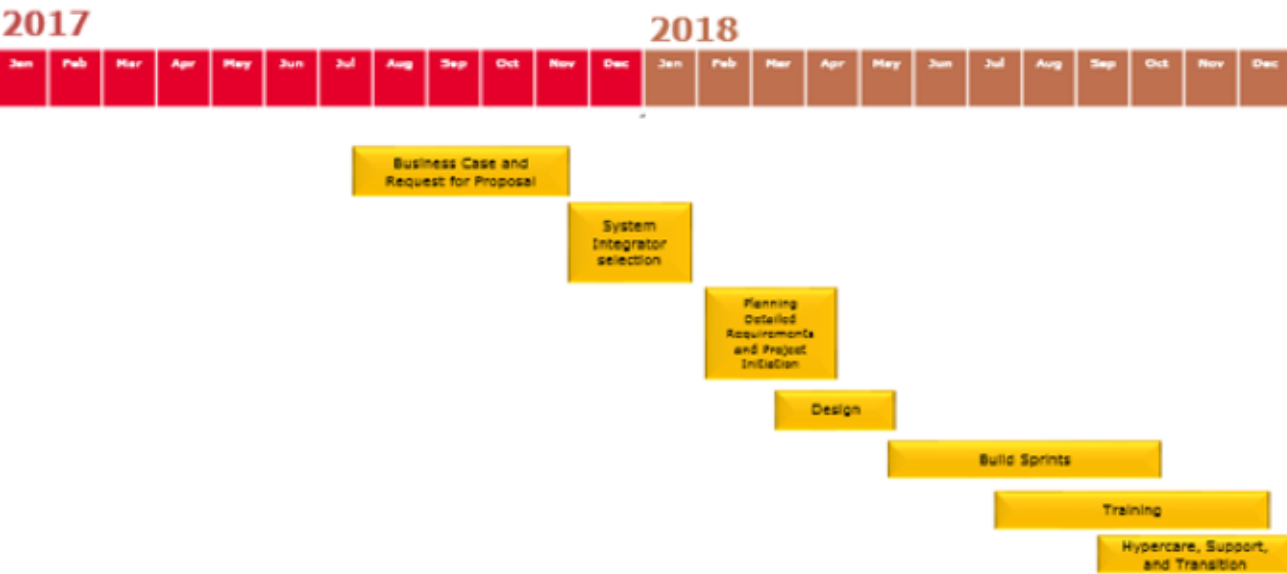 2017
2018
Jan Feb Mar Apr May Jun Jul Aug Sep Oct Nov Dec Jan Feb Mar Apr May Jun Jul Aug Sep Oct Nov Dec
Business Case and
Request for Proposal
System
Integrator
selection
Planning
Detailed
Requirements
and Project
Initiation
Design
Build Sprints
Training
Hypercare, Support,
and Transition